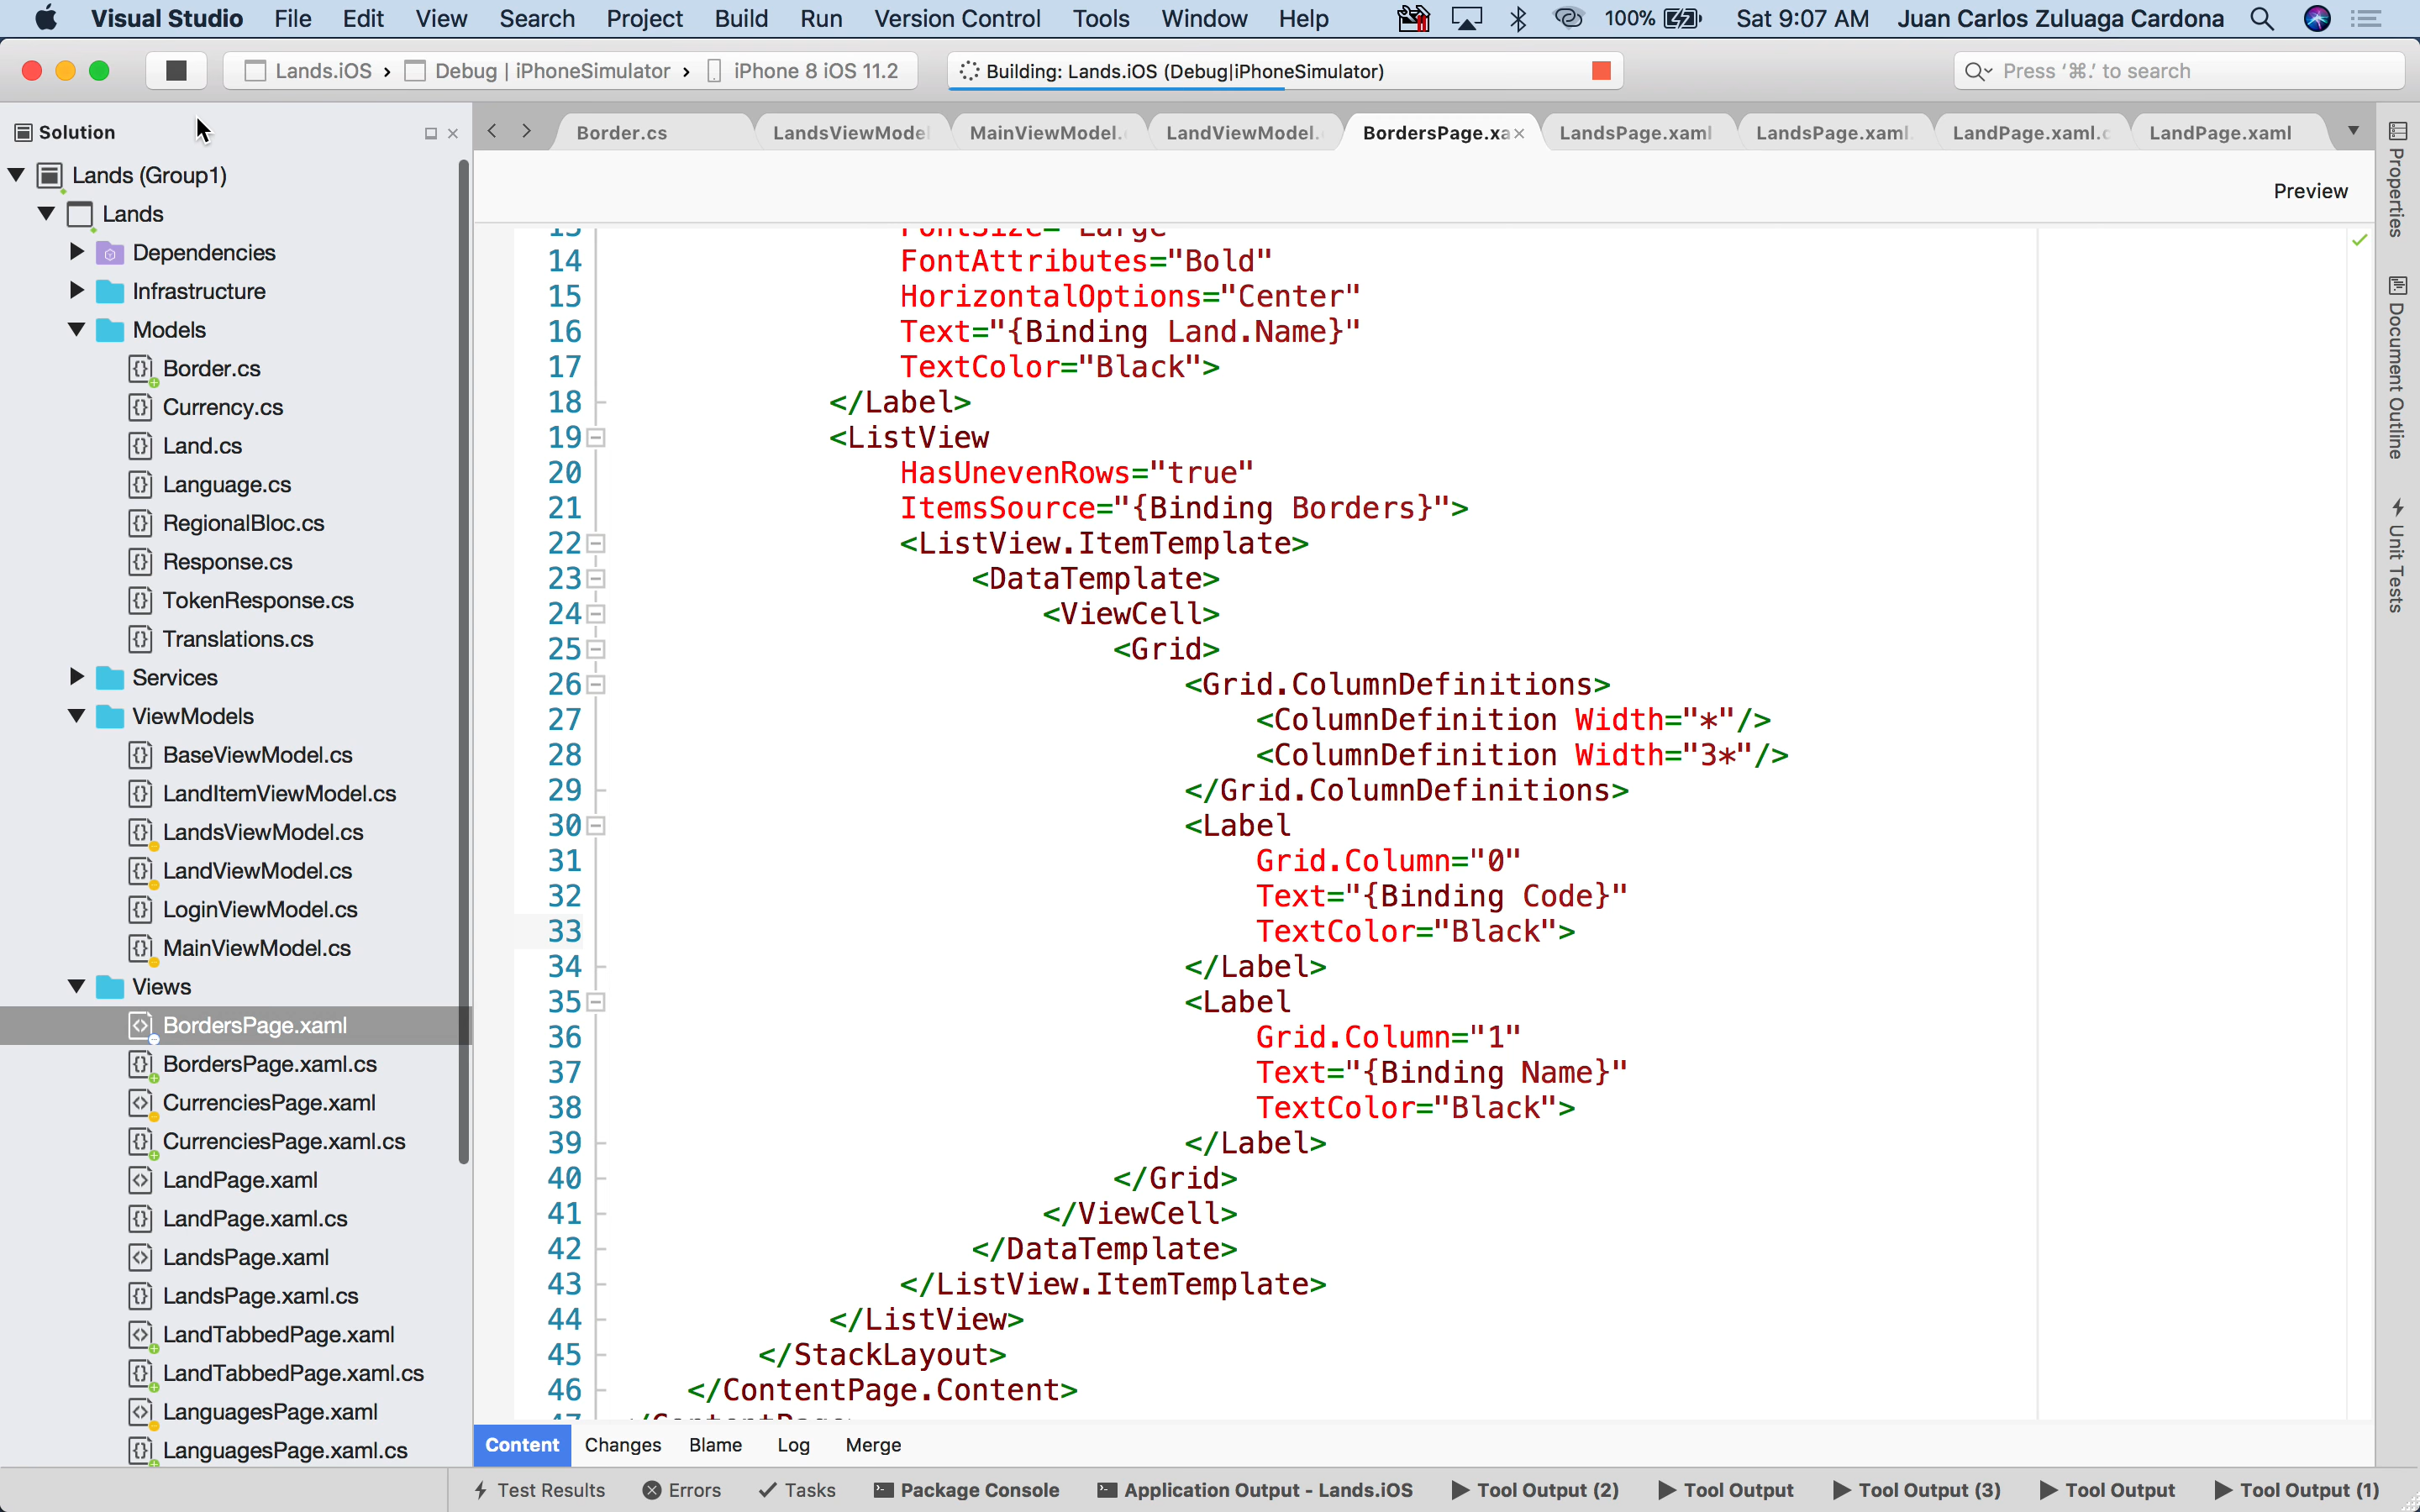 Visual Studio File Edit View Search Project Build Run Version Control Tools Window Help 100% Sat 9:07 AM Juan Carlos Zuluaga Cardona
Lands.iOS › Debug | iPhoneSimulator › iPhone 8 iOS 11.2
Building: Lands.iOS (Debug|iPhoneSimulator)
Press ‘⌘.’ to search
Solution
Border.cs LandsViewModel MainViewModel. LandViewModel. BordersPage.xa LandsPage.xaml LandsPage.xaml. LandPage.xaml.c LandPage.xaml
Preview
Lands (Group1)
Lands
Dependencies
Infrastructure
Models
Border.cs
Currency.cs
Land.cs
Language.cs
RegionalBloc.cs
Response.cs
TokenResponse.cs
Translations.cs
Services
ViewModels
BaseViewModel.cs
LandItemViewModel.cs
LandsViewModel.cs
LandViewModel.cs
LoginViewModel.cs
MainViewModel.cs
Views
BordersPage.xaml
BordersPage.xaml.cs
CurrenciesPage.xaml
CurrenciesPage.xaml.cs
LandPage.xaml
LandPage.xaml.cs
LandsPage.xaml
LandsPage.xaml.cs
LandTabbedPage.xaml
LandTabbedPage.xaml.cs
LanguagesPage.xaml
LanguagesPage.xaml.cs
14 FontAttributes="Bold"
15 HorizontalOptions="Center"
16 Text="{Binding Land.Name}"
17 TextColor="Black">
18 </Label>
19 <ListView
20 HasUnevenRows="true"
21 ItemsSource="{Binding Borders}">
22 <ListView.ItemTemplate>
23 <DataTemplate>
24 <ViewCell>
25 <Grid>
26 <Grid.ColumnDefinitions>
27 <ColumnDefinition Width="*"/>
28 <ColumnDefinition Width="3*"/>
29 </Grid.ColumnDefinitions>
30 <Label
31 Grid.Column="0"
32 Text="{Binding Code}"
33 TextColor="Black">
34 </Label>
35 <Label
36 Grid.Column="1"
37 Text="{Binding Name}"
38 TextColor="Black">
39 </Label>
40 </Grid>
41 </ViewCell>
42 </DataTemplate>
43 </ListView.ItemTemplate>
44 </ListView>
45 </StackLayout>
46 </ContentPage.Content>
Properties
Document Outline
Unit Tests
Content Changes Blame Log Merge
Test Results Errors Tasks Package Console Application Output - Lands.iOS Tool Output (2) Tool Output Tool Output (3) Tool Output Tool Output (1)